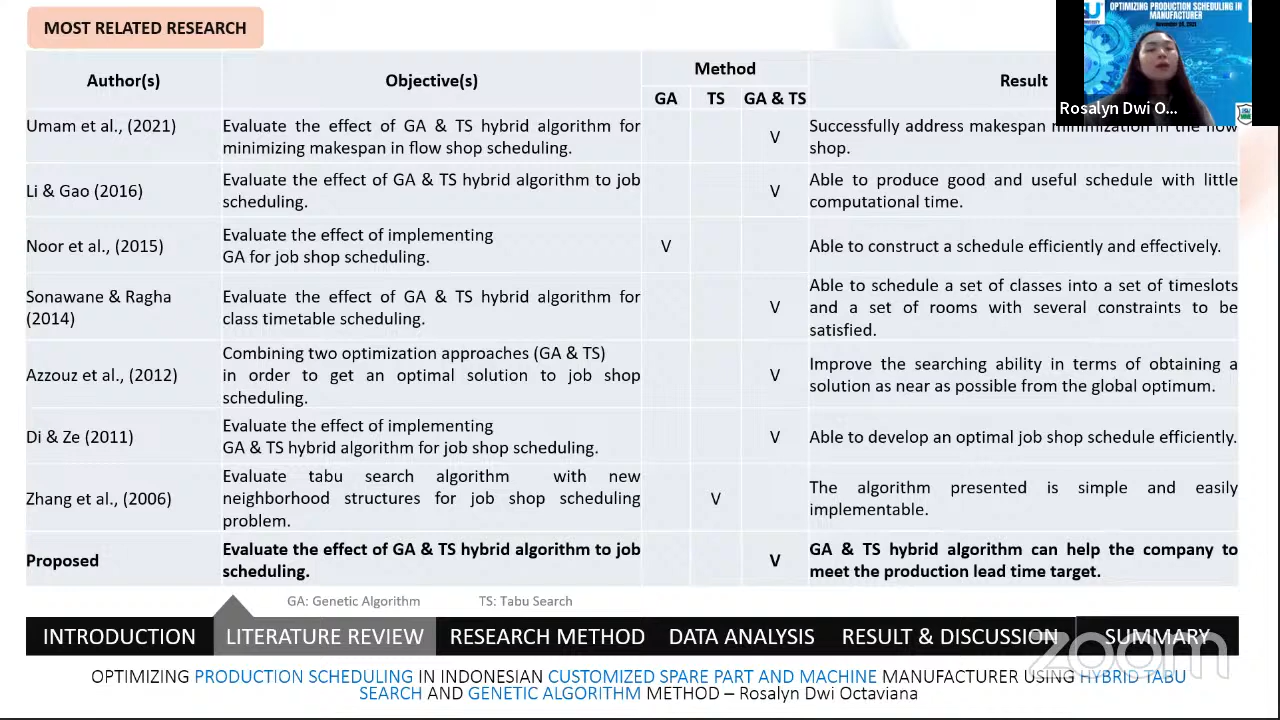 MOST RELATED RESEARCH
OPTIMIZING PRODUCTION SCHEDULING IN
MANUFACTURER
Rosalyn Dwi O...
Author(s)
Objective(s)
Method
Result
GA
TS
GA & TS
Umam et al., (2021)
Evaluate the effect of GA & TS hybrid algorithm for
minimizing makespan in flow shop scheduling.
V
Successfully address makespan minimization in the flow
shop.
Li & Gao (2016)
Evaluate the effect of GA & TS hybrid algorithm to job
scheduling.
V
Able to produce good and useful schedule with little
computational time.
Noor et al., (2015)
Evaluate the effect of implementing
GA for job shop scheduling.
V
Able to construct a schedule efficiently and effectively.
Sonawane & Ragha
(2014)
Evaluate the effect of GA & TS hybrid algorithm for
class timetable scheduling.
V
Able to schedule a set of classes into a set of timeslots
and a set of rooms with several constraints to be
satisfied.
Azzouz et al., (2012)
Combining two optimization approaches (GA & TS)
in order to get an optimal solution to job shop
scheduling.
V
Improve the searching ability in terms of obtaining a
solution as near as possible from the global optimum.
Di & Ze (2011)
Evaluate the effect of implementing
GA & TS hybrid algorithm for job shop scheduling.
V
Able to develop an optimal job shop schedule efficiently.
Zhang et al., (2006)
Evaluate tabu search algorithm with new
neighborhood structures for job shop scheduling
problem.
V
The algorithm presented is simple and easily
implementable.
Proposed
Evaluate the effect of GA & TS hybrid algorithm to job
scheduling.
V
GA & TS hybrid algorithm can help the company to
meet the production lead time target.
GA: Genetic Algorithm
TS: Tabu Search
INTRODUCTION
LITERATURE REVIEW
RESEARCH METHOD
DATA ANALYSIS
RESULT & DISCUSSION
SUMMARY
zoom
OPTIMIZING PRODUCTION SCHEDULING IN INDONESIAN CUSTOMIZED SPARE PART AND MACHINE MANUFACTURER USING HYBRID TABU
SEARCH AND GENETIC ALGORITHM METHOD – Rosalyn Dwi Octaviana